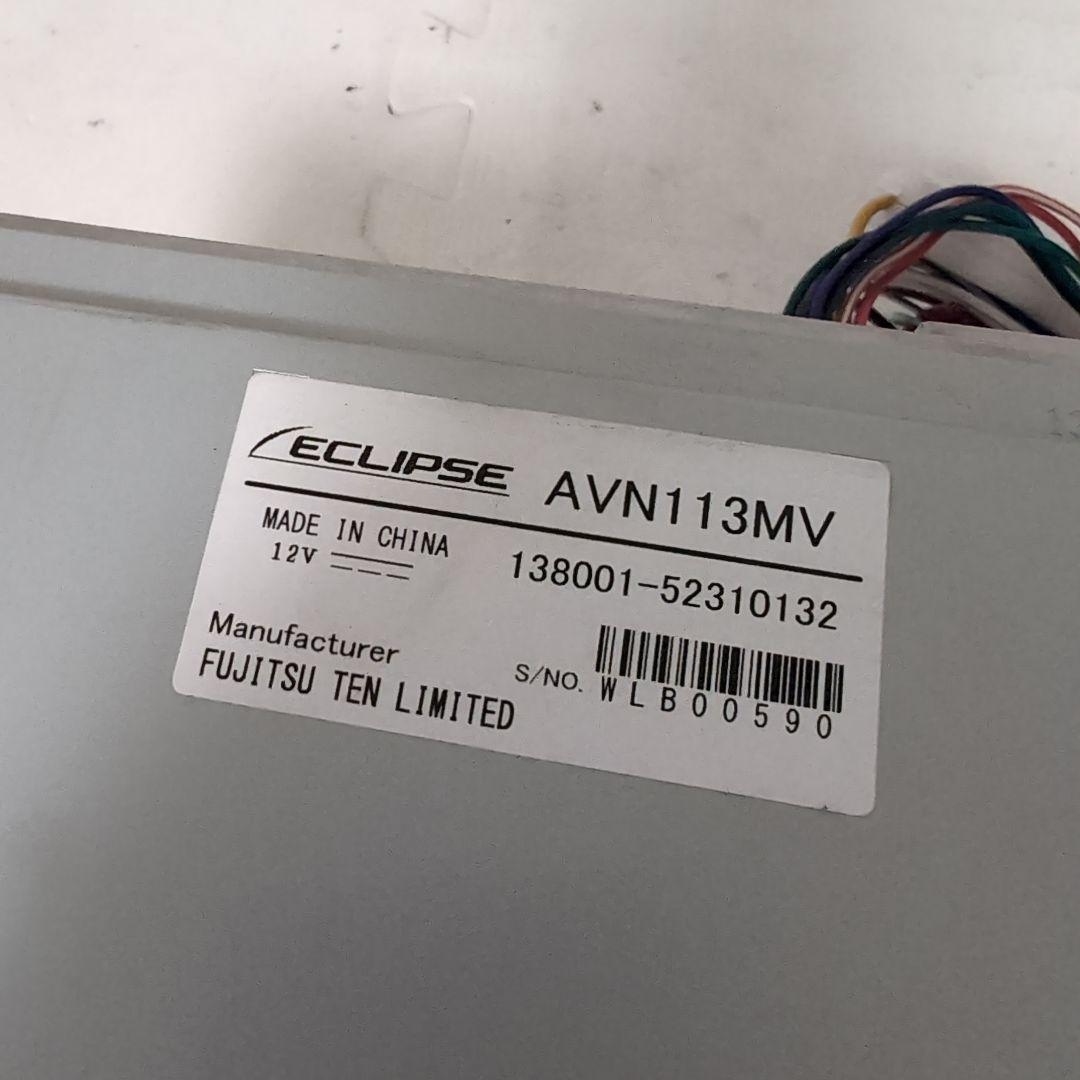 ECLIPSE AVN113MV
MADE IN CHINA
12V
138001-52310132
Manufacturer
FUJITSU TEN LIMITED
S/NO. WLB00590